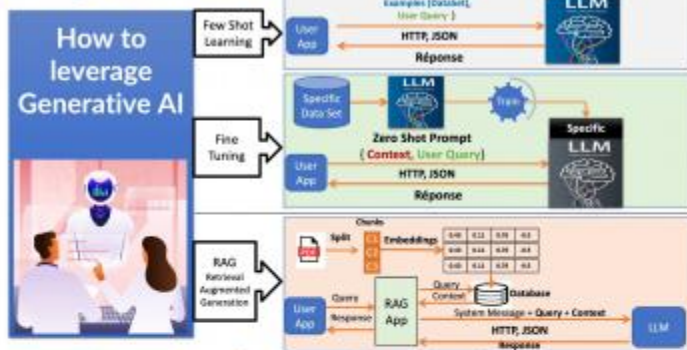 How to
leverage
Generative AI
Few Shot
Learning
User
App
Examples (DataSet),
User Query )
HTTP, JSON
Réponse
LLM
Fine
Tuning
Specific
Data Set
LLM
Train
Zero Shot Prompt
( Context, User Query)
User
App
HTTP, JSON
Réponse
Specific
LLM
RAG
Retrieval
Augmented
Generation
PDF
Split
Chunks
C1
C2
C3
Embeddings
User
App
Query
Response
RAG
App
Query
Context
Database
System Message + Query + Context
HTTP, JSON
Response
LLM